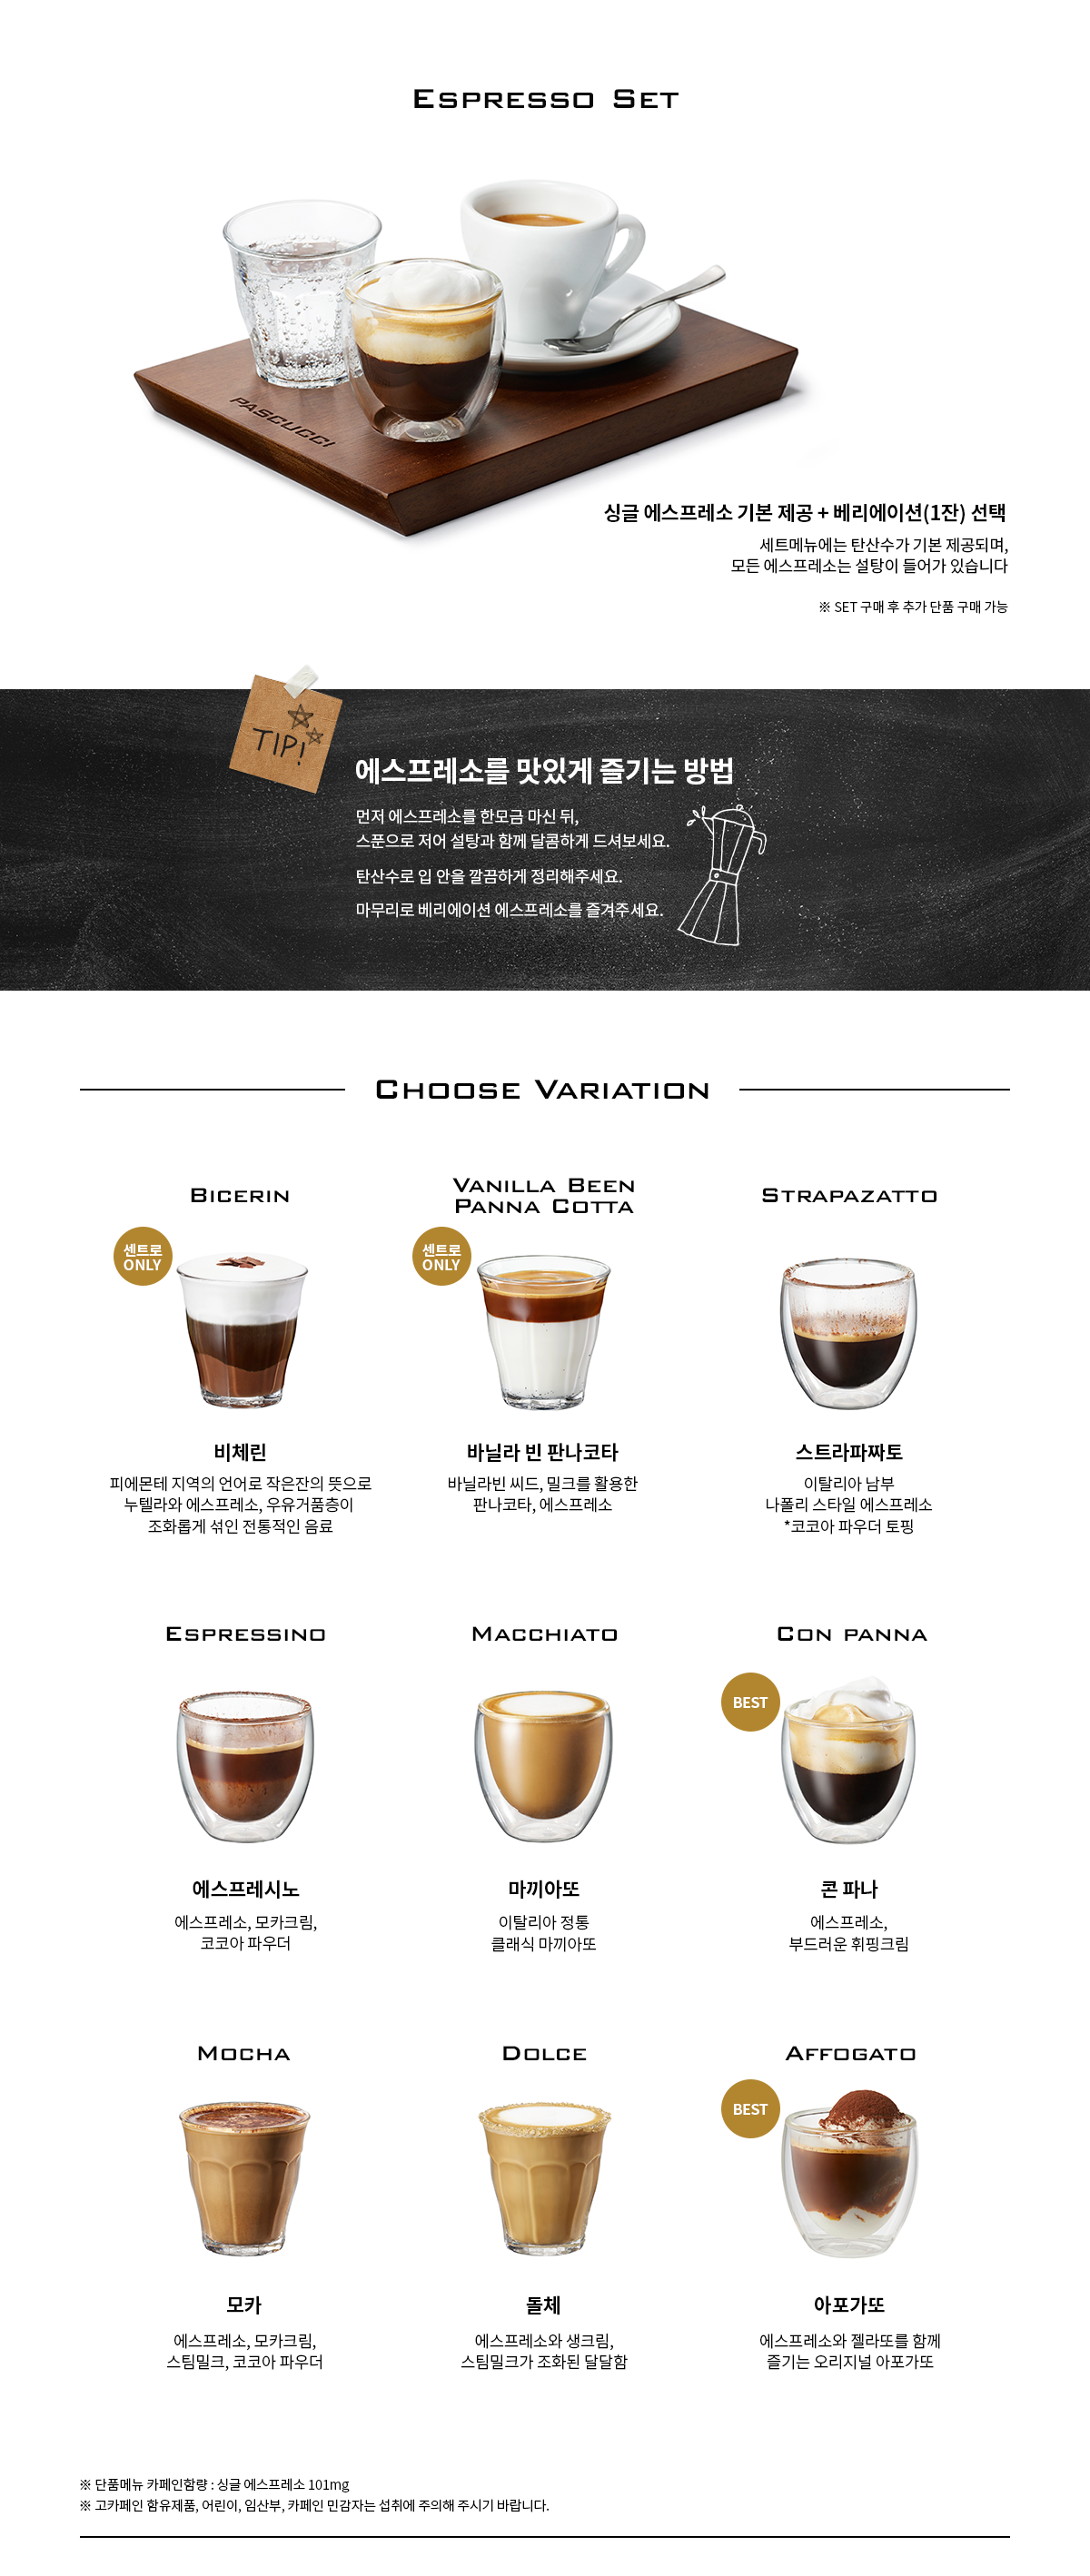 Espresso Set
PASCUCCI
싱글 에스프레소 기본 제공 + 베리에이션(1잔) 선택
세트메뉴에는 탄산수가 기본 제공되며,
모든 에스프레소는 설탕이 들어가 있습니다
※ SET 구매 후 추가 단품 구매 가능
TIP!
에스프레소를 맛있게 즐기는 방법
먼저 에스프레소를 한모금 마신 뒤,
스푼으로 저어 설탕과 함께 달콤하게 드셔보세요.
탄산수로 입 안을 깔끔하게 정리해주세요.
마무리로 베리에이션 에스프레소를 즐겨주세요.
Choose Variation
Bicerin
센트로
ONLY
비체린
피에몬테 지역의 언어로 작은잔의 뜻으로
누텔라와 에스프레소, 우유거품층이
조화롭게 섞인 전통적인 음료
Vanilla Been
Panna Cotta
센트로
ONLY
바닐라 빈 판나코타
바닐라빈 씨드, 밀크를 활용한
판나코타, 에스프레소
Strapazatto
스트라파짜토
이탈리아 남부
나폴리 스타일 에스프레소
*코코아 파우더 토핑
Espressino
에스프레시노
에스프레소, 모카크림,
코코아 파우더
Macchiato
마끼아또
이탈리아 정통
클래식 마끼아또
Con panna
BEST
콘 파나
에스프레소,
부드러운 휘핑크림
Mocha
모카
에스프레소, 모카크림,
스팀밀크, 코코아 파우더
Dolce
돌체
에스프레소와 생크림,
스팀밀크가 조화된 달달함
Affogato
BEST
아포가또
에스프레소와 젤라또를 함께
즐기는 오리지널 아포가또
※ 단품메뉴 카페인함량 : 싱글 에스프레소 101mg
※ 고카페인 함유제품, 어린이, 임산부, 카페인 민감자는 섭취에 주의해 주시기 바랍니다.